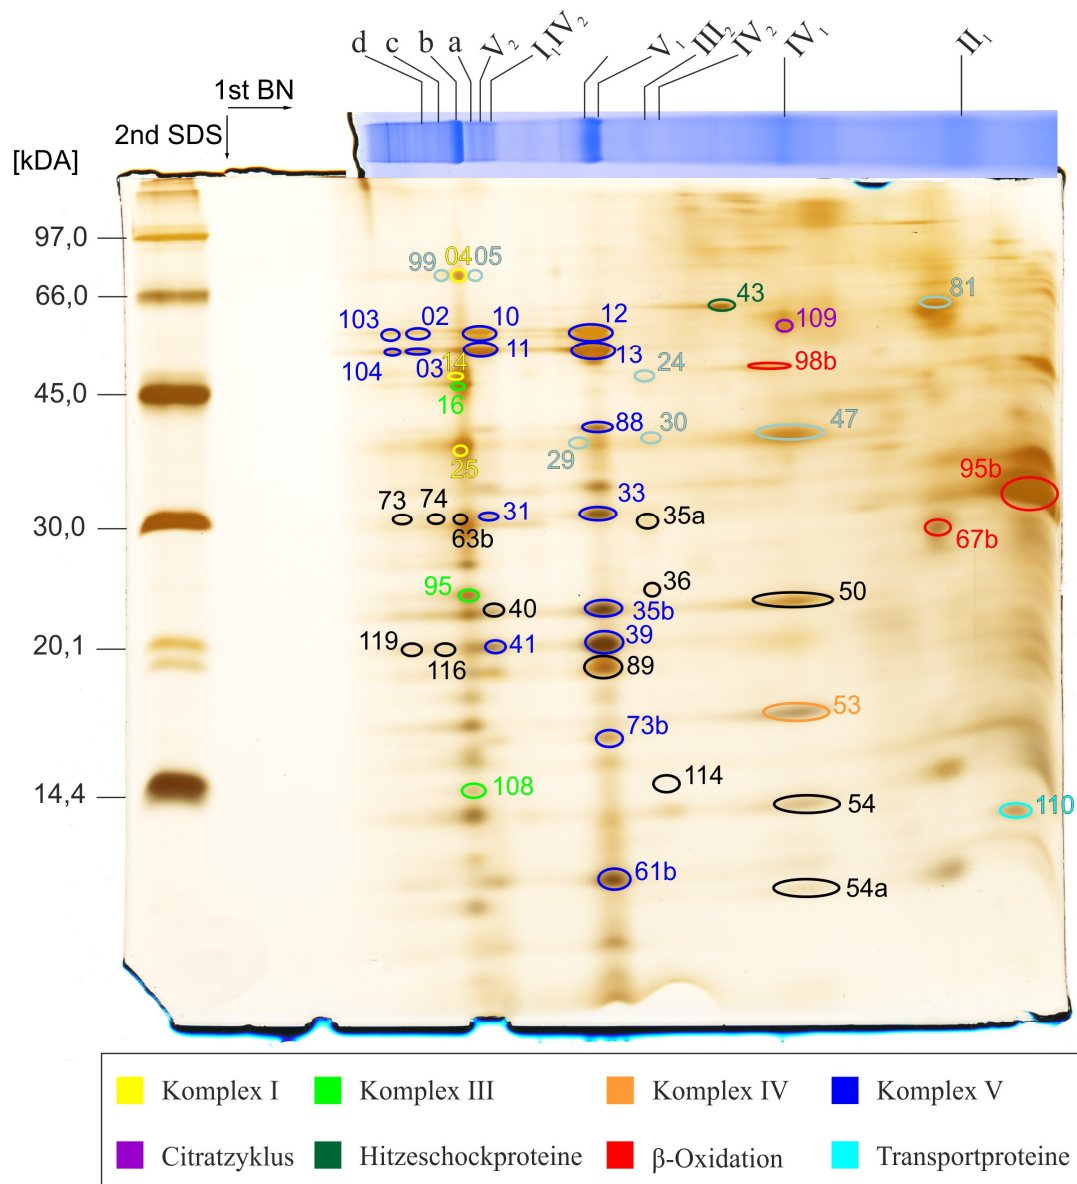 d c b a V₂ I₁IV₂ V₁ III₂ IV₂ IV₁ II₁
1st BN
2nd SDS
[kDA]
97,0
66,0
45,0
30,0
20,1
14,4
99 04 05
43
81
103 02 10 12
109
104 03 11 13
98b
14
24
16
88
30
47
29
25
95b
73 74
31
33
35a
63b
67b
95
36
50
40
35b
119
41
39
116
89
53
73b
108
114
54
110
61b
54a
Komplex I Komplex III Komplex IV Komplex V
Citratzyklus Hitzeschockproteine β-Oxidation Transportproteine